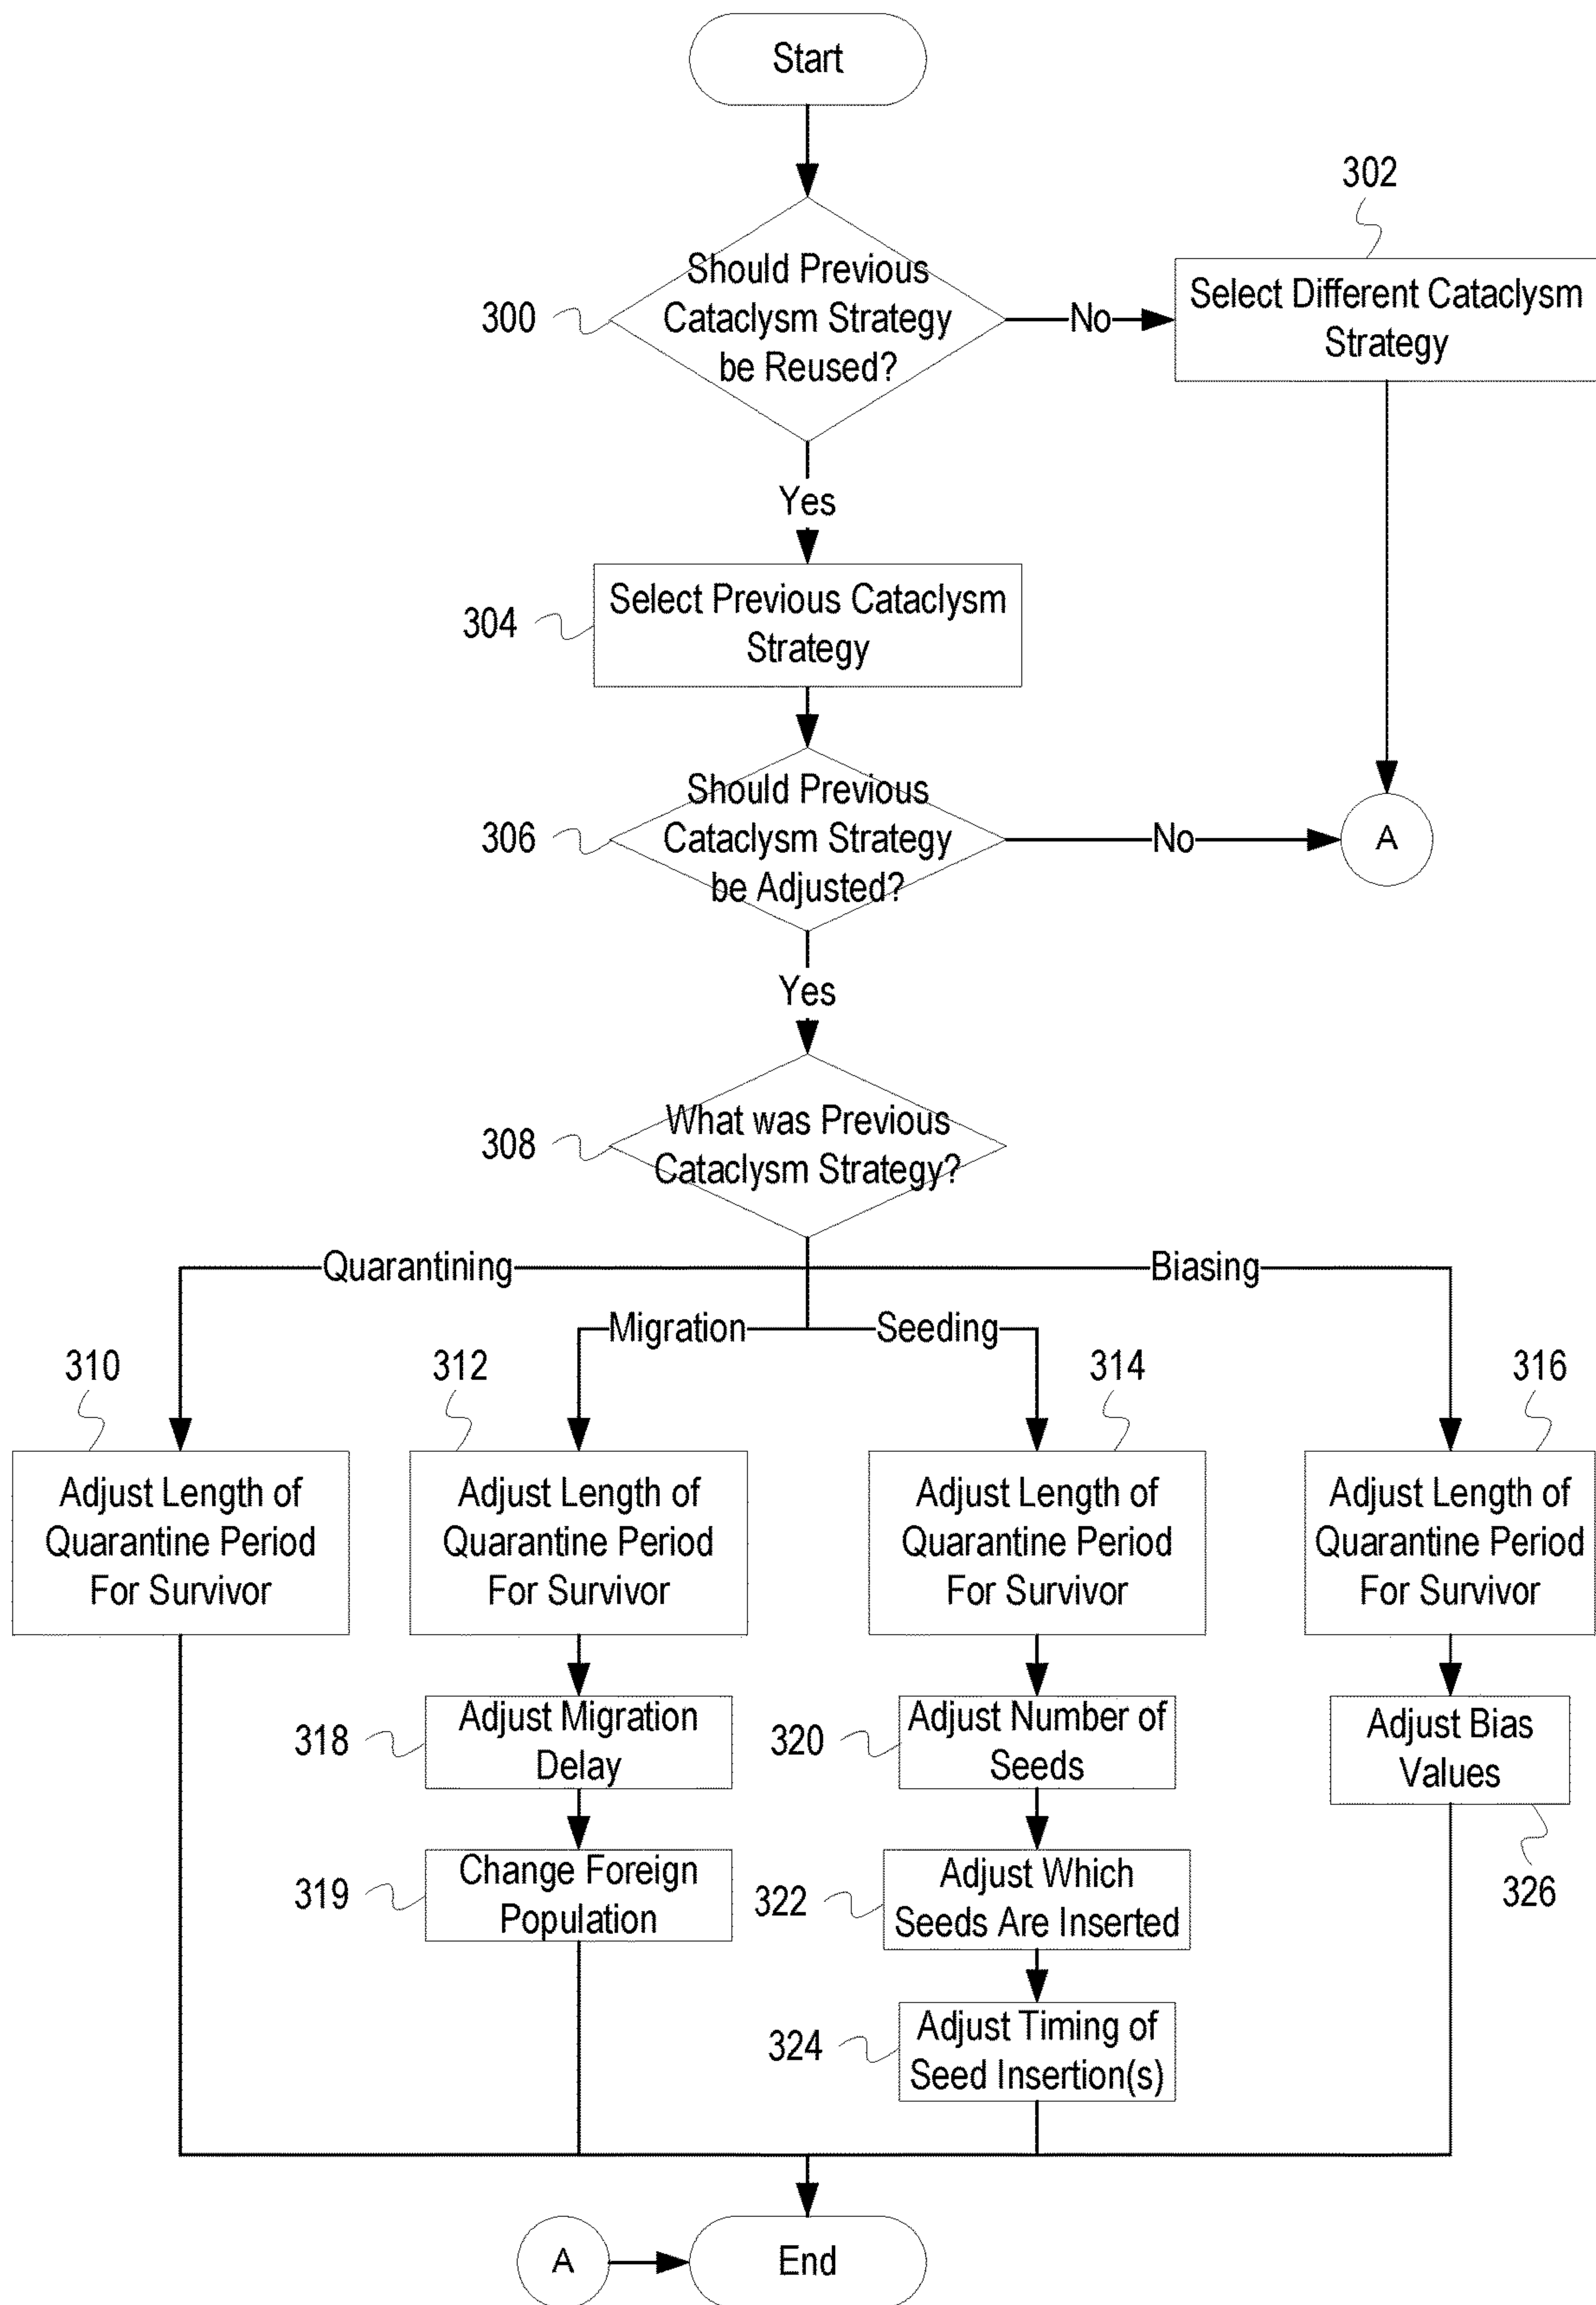 Start
302
Should Previous
Cataclysm Strategy
be Reused?
300
No
Select Different Cataclysm
Strategy
Yes
304
Select Previous Cataclysm
Strategy
306
Should Previous
Cataclysm Strategy
be Adjusted?
No
A
Yes
308
What was Previous
Cataclysm Strategy?
Quarantining
Biasing
Migration
Seeding
310
312
314
316
Adjust Length of
Quarantine Period
For Survivor
Adjust Length of
Quarantine Period
For Survivor
Adjust Length of
Quarantine Period
For Survivor
Adjust Length of
Quarantine Period
For Survivor
318
Adjust Migration
Delay
320
Adjust Number of
Seeds
Adjust Bias
Values
319
Change Foreign
Population
322
Adjust Which
Seeds Are Inserted
326
324
Adjust Timing of
Seed Insertion(s)
A
End